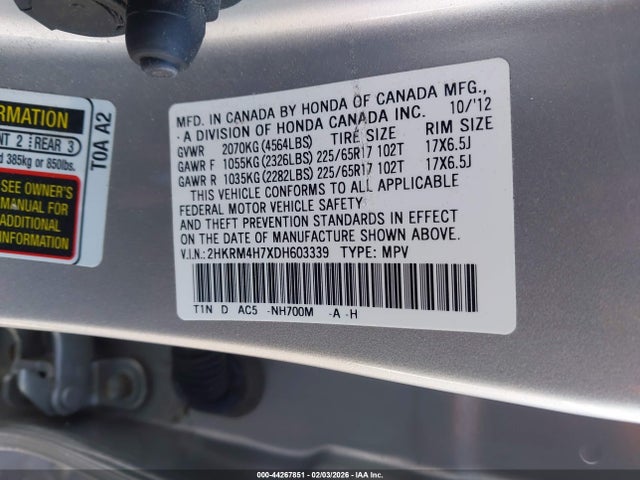 ORMATION
NT 2 REAR 3
d 385kg or 850lbs.
SEE OWNER'S
MANUAL FOR
ADDITIONAL
INFORMATION
T0A A2
MFD. IN CANADA BY HONDA OF CANADA MFG.,
A DIVISION OF HONDA CANADA INC. 10/'12
GVWR 2070KG(4564LBS) TIRE SIZE RIM SIZE
GAWR F 1055KG(2326LBS) 225/65R17 102T 17X6.5J
GAWR R 1035KG(2282LBS) 225/65R17 102T 17X6.5J
THIS VEHICLE CONFORMS TO ALL APPLICABLE
FEDERAL MOTOR VEHICLE SAFETY
AND THEFT PREVENTION STANDARDS IN EFFECT
ON THE DATE OF MANUFACTURE SHOWN ABOVE.
V.I.N.: 2HKRM4H7XDH603339 TYPE: MPV
T1N D AC5 -NH700M -A -H
000-44267851 - 02/03/2026 - IAA Inc.